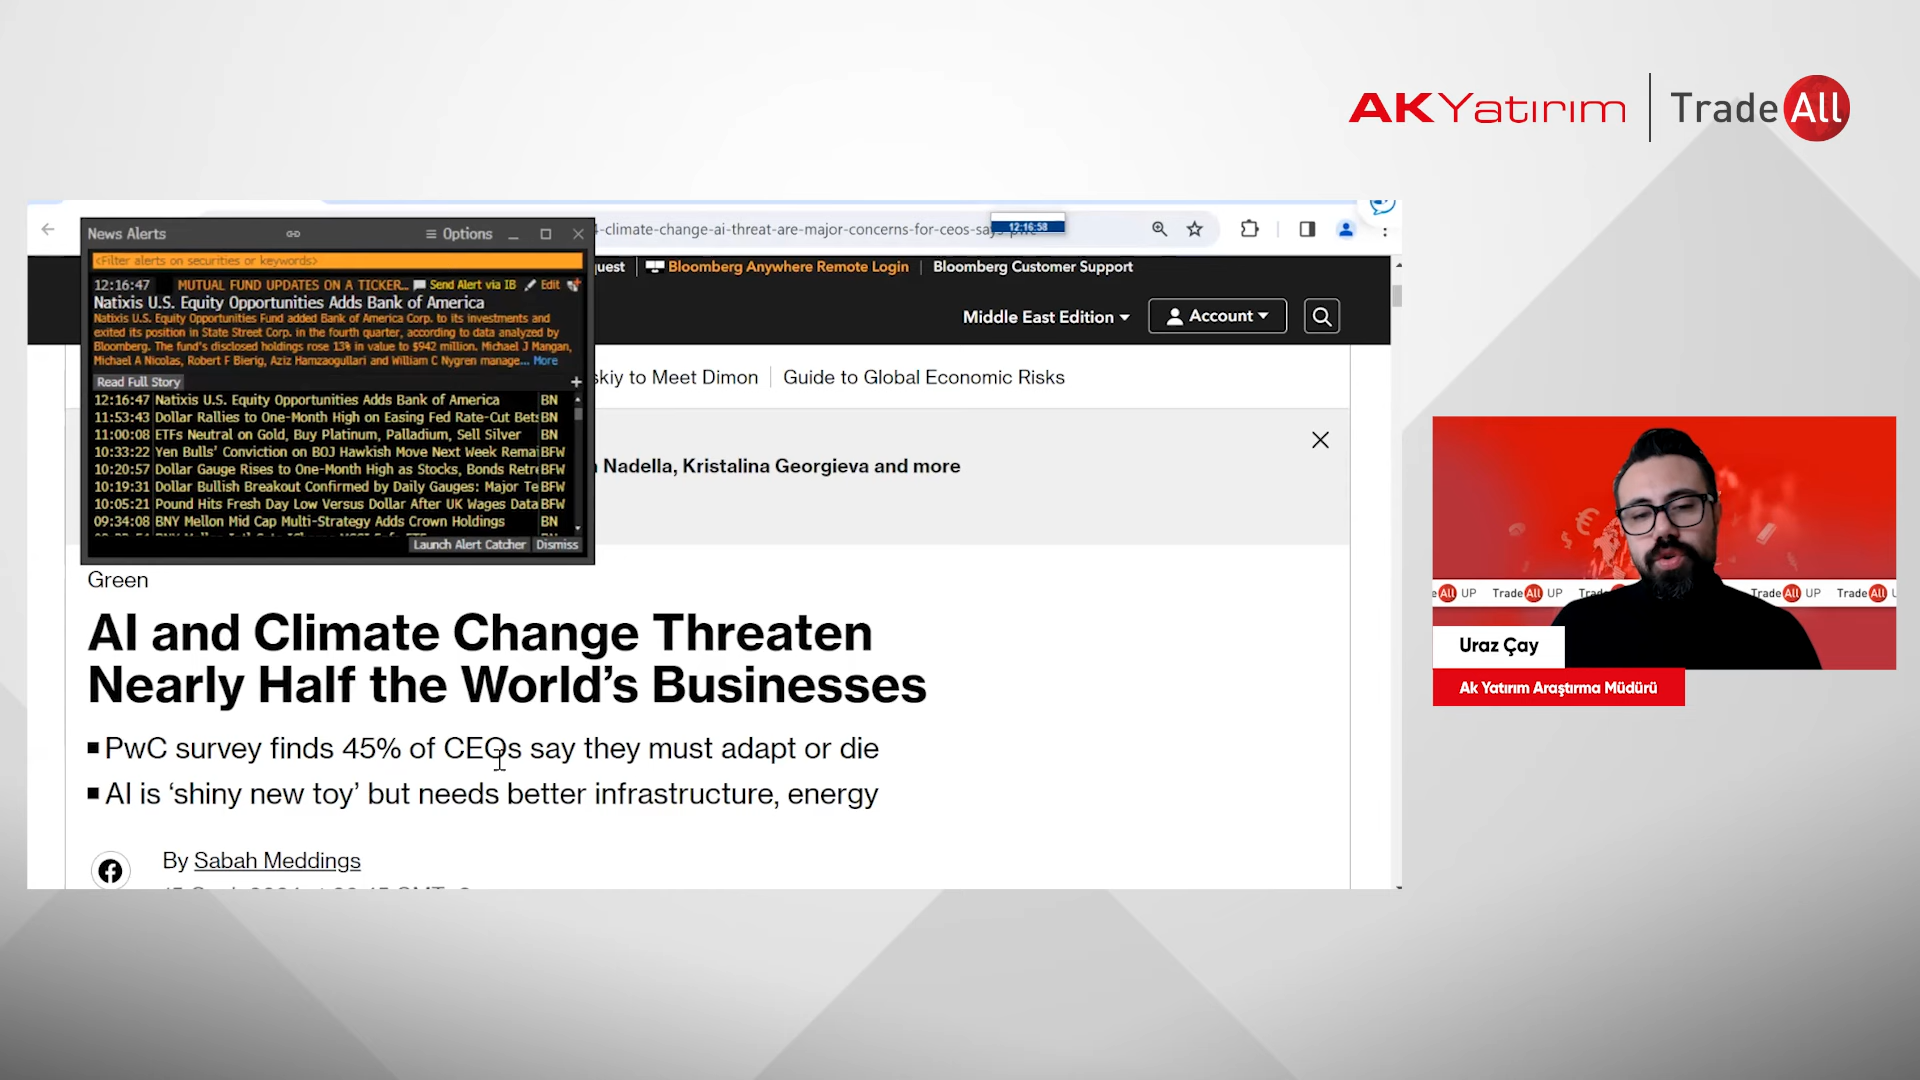 AKYatırım | TradeAll
News Alerts
Options
<Filter alerts on securities or keywords>
12:16:47 MUTUAL FUND UPDATES ON A TICKER... Send Alert via IB Edit
Natixis U.S. Equity Opportunities Adds Bank of America
Natixis U.S. Equity Opportunities Fund added Bank of America Corp. to its investments and
exited its position in State Street Corp. in the fourth quarter, according to data analyzed by
Bloomberg. The fund's disclosed holdings rose 13% in value to $942 million. Michael J Mangan,
Michael A Nicolas, Robert F Bierig, Aziz Hamzaogullari and William C Nygren manage... More
Read Full Story
12:16:47 Natixis U.S. Equity Opportunities Adds Bank of America BN
11:53:43 Dollar Rallies to One-Month High on Easing Fed Rate-Cut Bets BN
11:00:08 ETFs Neutral on Gold, Buy Platinum, Palladium, Sell Silver BN
10:33:22 Yen Bulls' Conviction on BOJ Hawkish Move Next Week Remai BFW
10:20:57 Dollar Gauge Rises to One-Month High as Stocks, Bonds Retr BFW
10:19:31 Dollar Bullish Breakout Confirmed by Daily Gauges: Major Te BFW
10:05:21 Pound Hits Fresh Day Low Versus Dollar After UK Wages Data BFW
09:34:08 BNY Mellon Mid Cap Multi-Strategy Adds Crown Holdings BN
Launch Alert Catcher Dismiss
4-climate-change-ai-threat-are-major-concerns-for-ceos-says-pwc
12:16:58
uest | Bloomberg Anywhere Remote Login | Bloomberg Customer Support
Middle East Edition
Account
skiy to Meet Dimon | Guide to Global Economic Risks
Nadella, Kristalina Georgieva and more
Green
AI and Climate Change Threaten
Nearly Half the World's Businesses
PwC survey finds 45% of CEOs say they must adapt or die
AI is ‘shiny new toy’ but needs better infrastructure, energy
By Sabah Meddings
All UP TradeAll UP Trade TradeAll UP TradeAll
Uraz Çay
Ak Yatırım Araştırma Müdürü